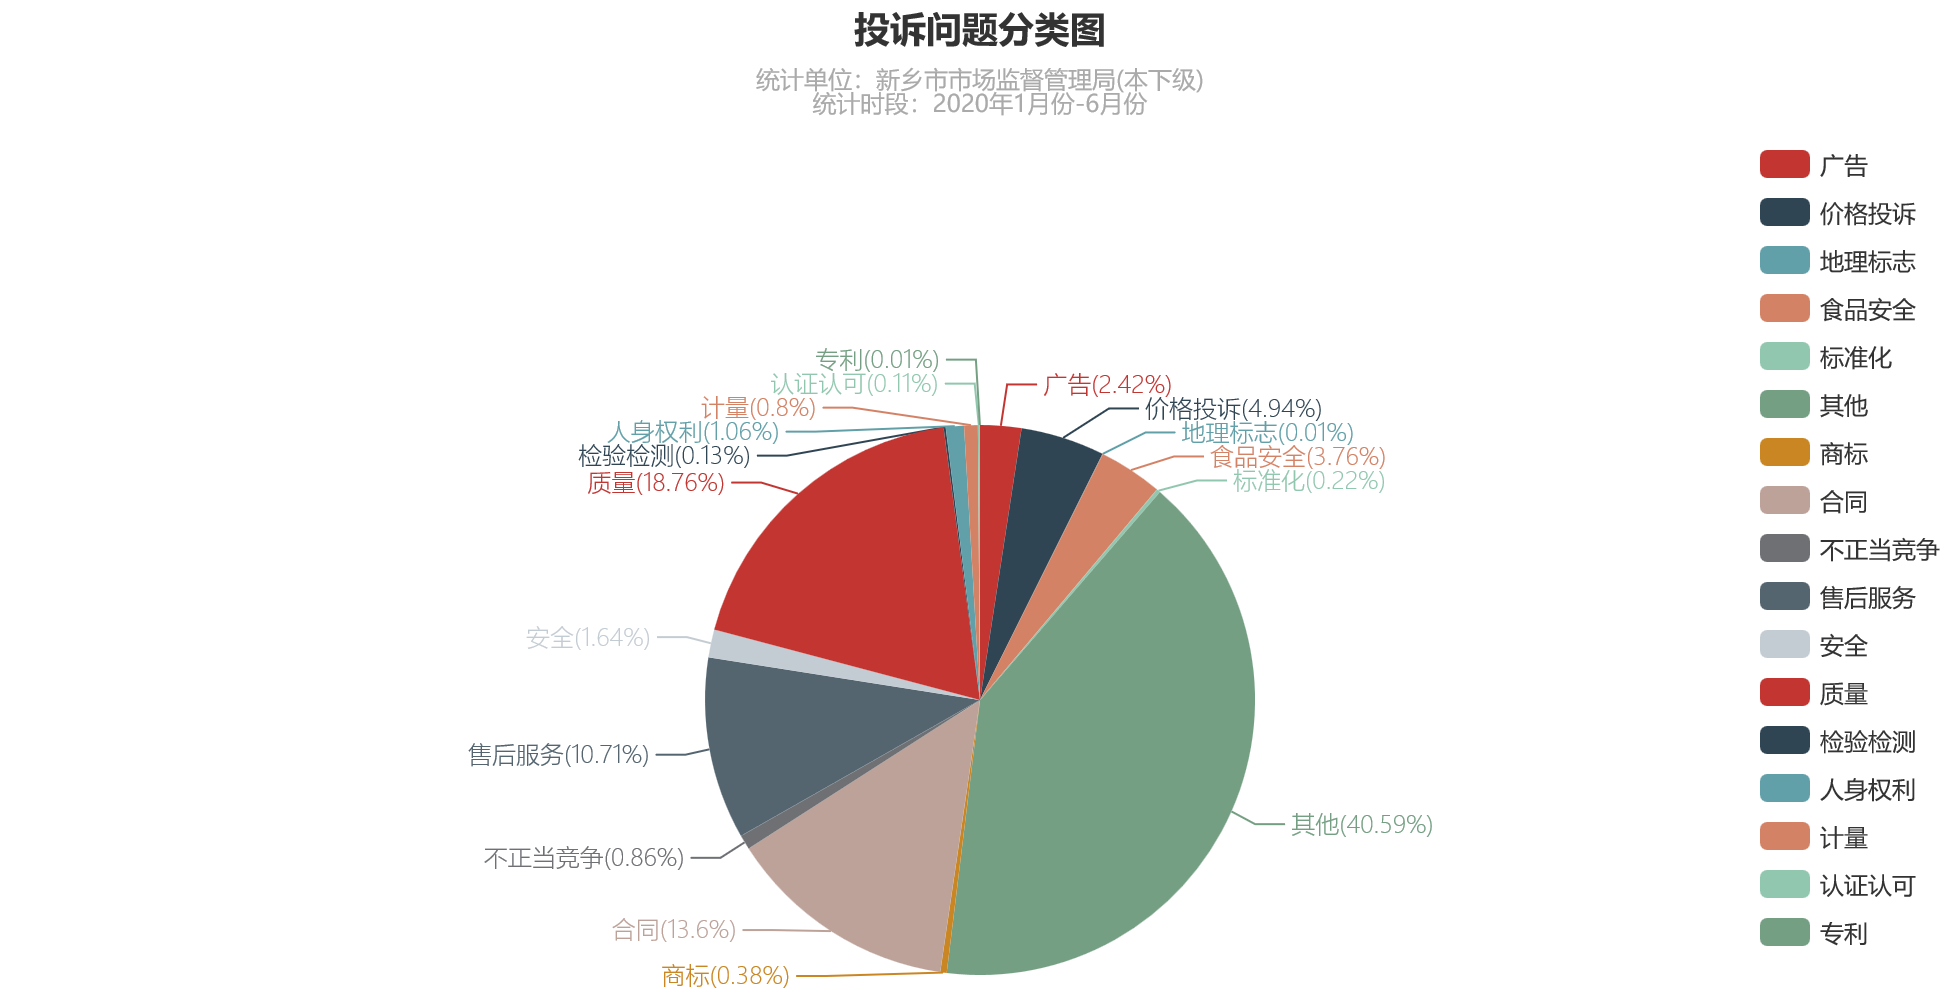 投诉问题分类图
统计单位：新乡市市场监督管理局(本下级)
统计时段：2020年1月份-6月份
专利(0.01%)
认证认可(0.11%)
计量(0.8%)
人身权利(1.06%)
检验检测(0.13%)
质量(18.76%)
安全(1.64%)
售后服务(10.71%)
不正当竞争(0.86%)
合同(13.6%)
商标(0.38%)
广告(2.42%)
价格投诉(4.94%)
地理标志(0.01%)
食品安全(3.76%)
标准化(0.22%)
其他(40.59%)
广告
价格投诉
地理标志
食品安全
标准化
其他
商标
合同
不正当竞争
售后服务
安全
质量
检验检测
人身权利
计量
认证认可
专利